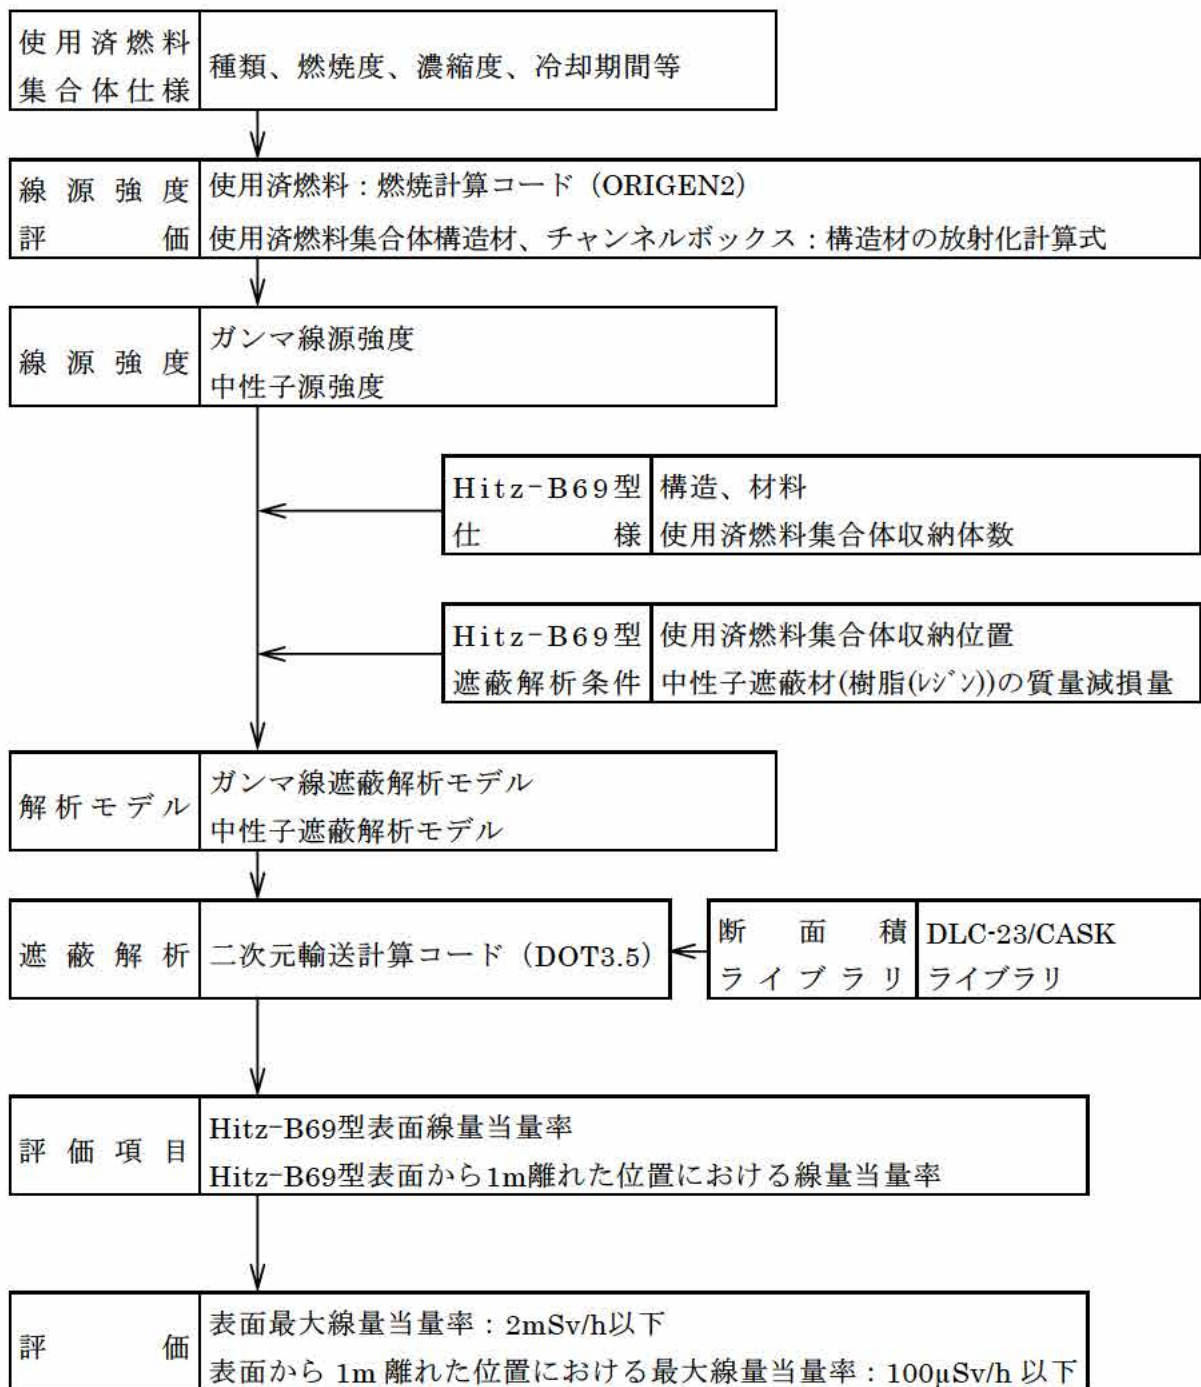 使用済燃料
集合体仕様
種類、燃焼度、濃縮度、冷却期間等
線源強度
評価
使用済燃料：燃焼計算コード（ORIGEN2）
使用済燃料集合体構造材、チャンネルボックス：構造材の放射化計算式
線源強度
ガンマ線源強度
中性子源強度
Hitz-B69型
仕様
構造、材料
使用済燃料集合体収納体数
Hitz-B69型
遮蔽解析条件
使用済燃料集合体収納位置
中性子遮蔽材(樹脂(ﾚｼﾞﾝ))の質量減損量
解析モデル
ガンマ線遮蔽解析モデル
中性子遮蔽解析モデル
遮蔽解析
二次元輸送計算コード（DOT3.5）
断面積
ライブラリ
DLC-23/CASK
ライブラリ
評価項目
Hitz-B69型表面線量当量率
Hitz-B69型表面から1m離れた位置における線量当量率
評価
表面最大線量当量率：2mSv/h以下
表面から 1m 離れた位置における最大線量当量率：100μSv/h 以下